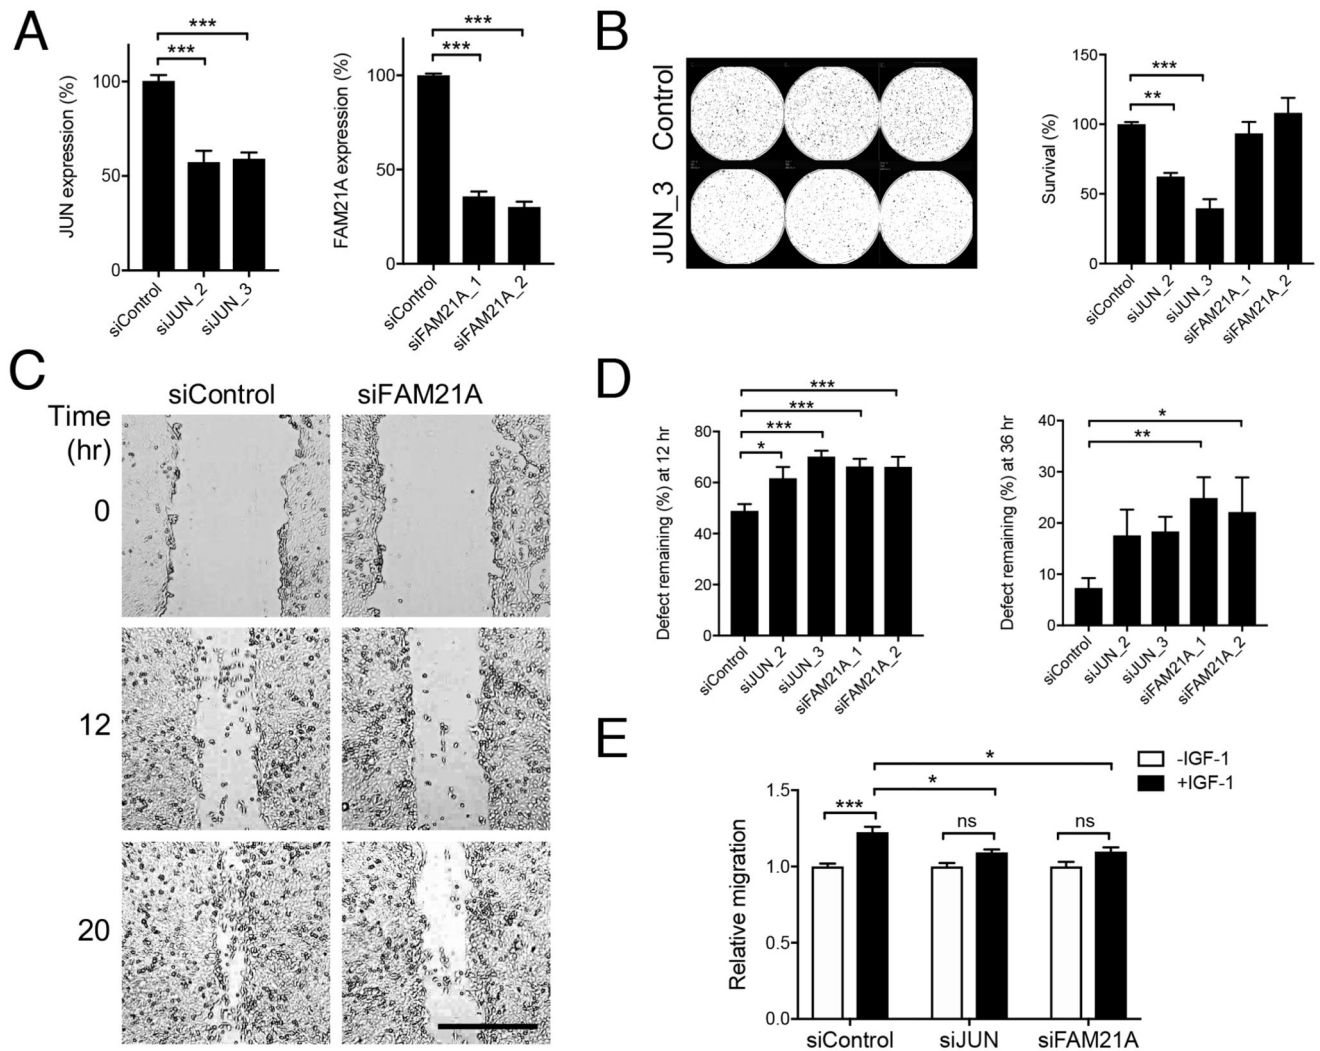 A
JUN expression (%)
100
50
0
***
***
siControl
siJUN_2
siJUN_3
FAM21A expression (%)
100
50
0
***
***
siControl
siFAM21A_1
siFAM21A_2
B
Control
JUN_3
Survival (%)
150
100
50
0
***
**
siControl
siJUN_2
siJUN_3
siFAM21A_1
siFAM21A_2
C
siControl
siFAM21A
Time
(hr)
0
12
20
D
Defect remaining (%) at 12 hr
80
60
40
20
0
***
***
***
*
siControl
siJUN_2
siJUN_3
siFAM21A_1
siFAM21A_2
Defect remaining (%) at 36 hr
40
30
20
10
0
*
**
siControl
siJUN_2
siJUN_3
siFAM21A_1
siFAM21A_2
E
-IGF-1
+IGF-1
Relative migration
1.5
1.0
0.5
0.0
*
*
***
ns
ns
siControl
siJUN
siFAM21A